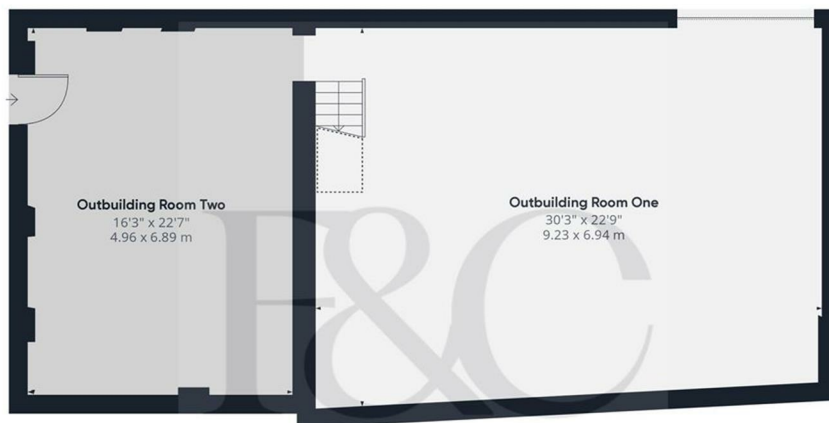 Outbuilding Room Two
16'3" x 22'7"
4.96 x 6.89 m
Outbuilding Room One
30'3" x 22'9"
9.23 x 6.94 m
F&C